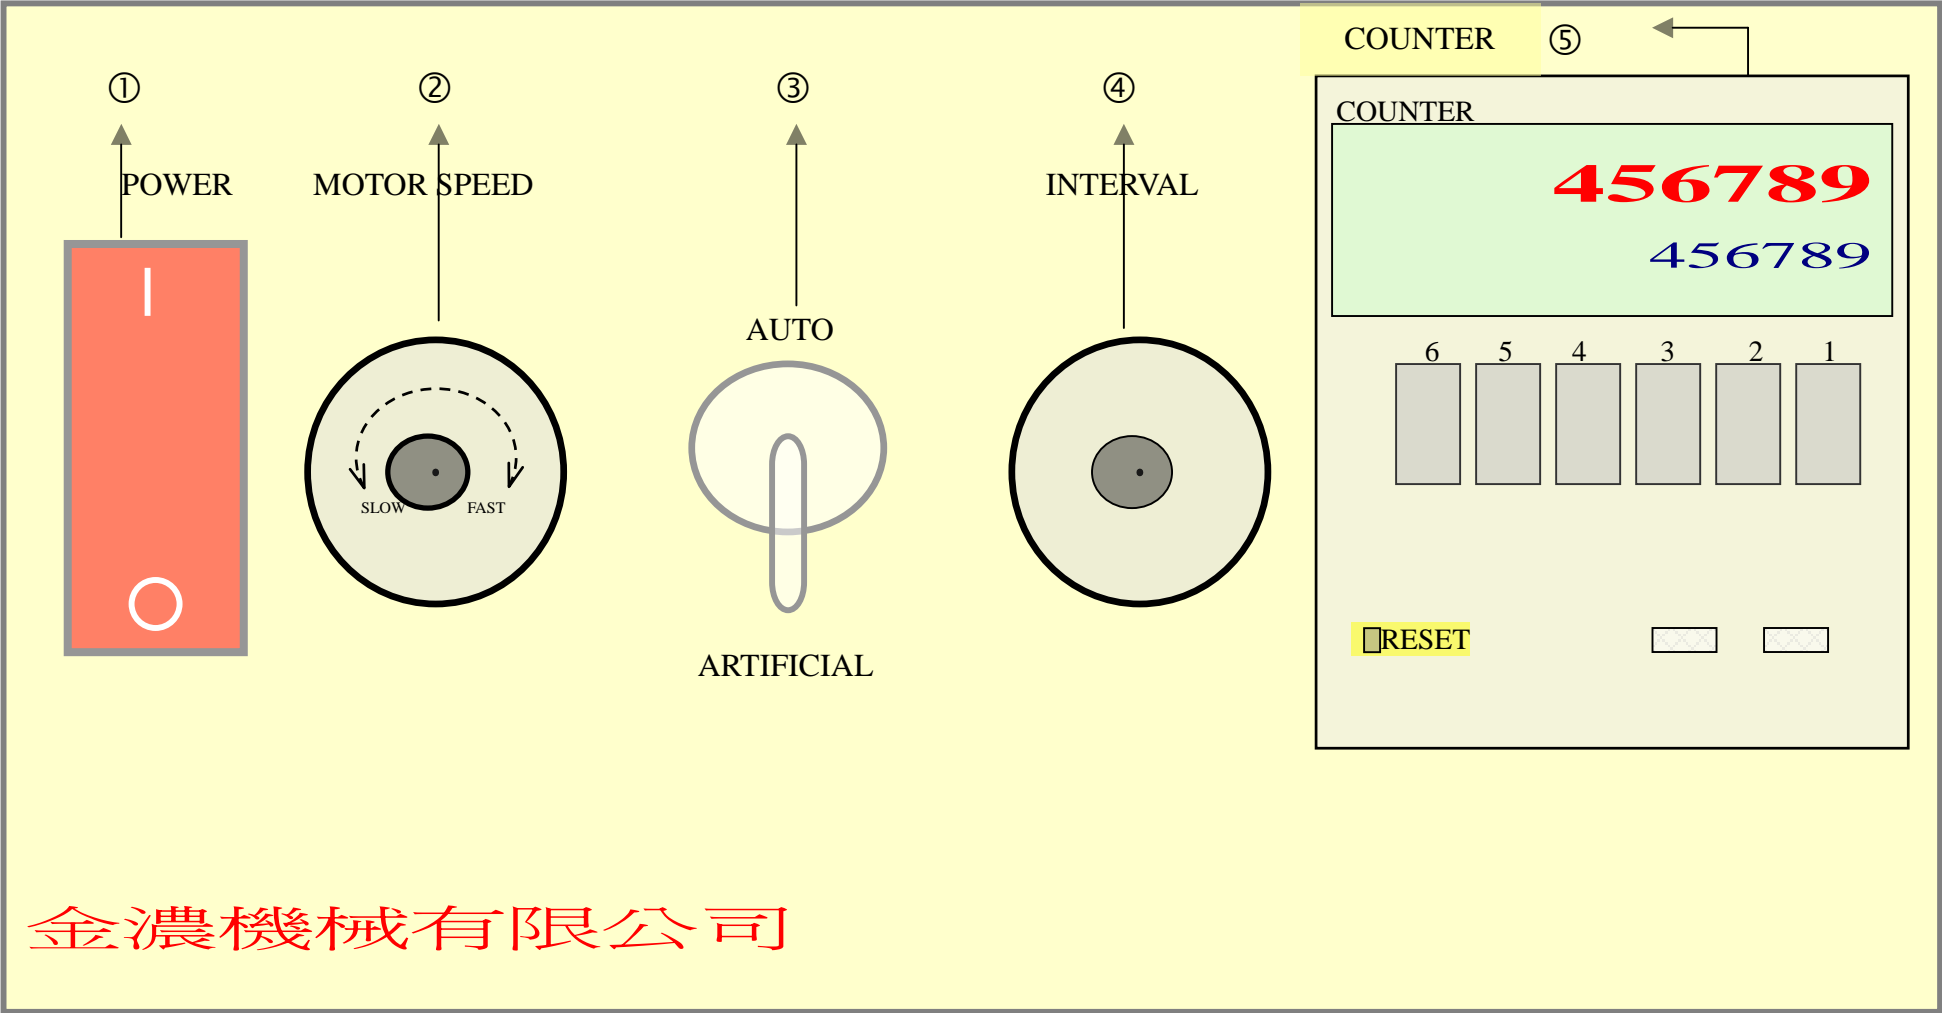 COUNTER ⑤
① ② ③ ④
COUNTER
POWER MOTOR SPEED INTERVAL
456789
456789
AUTO
6 5 4 3 2 1
SLOW FAST
RESET
ARTIFICIAL
金濃機械有限公司